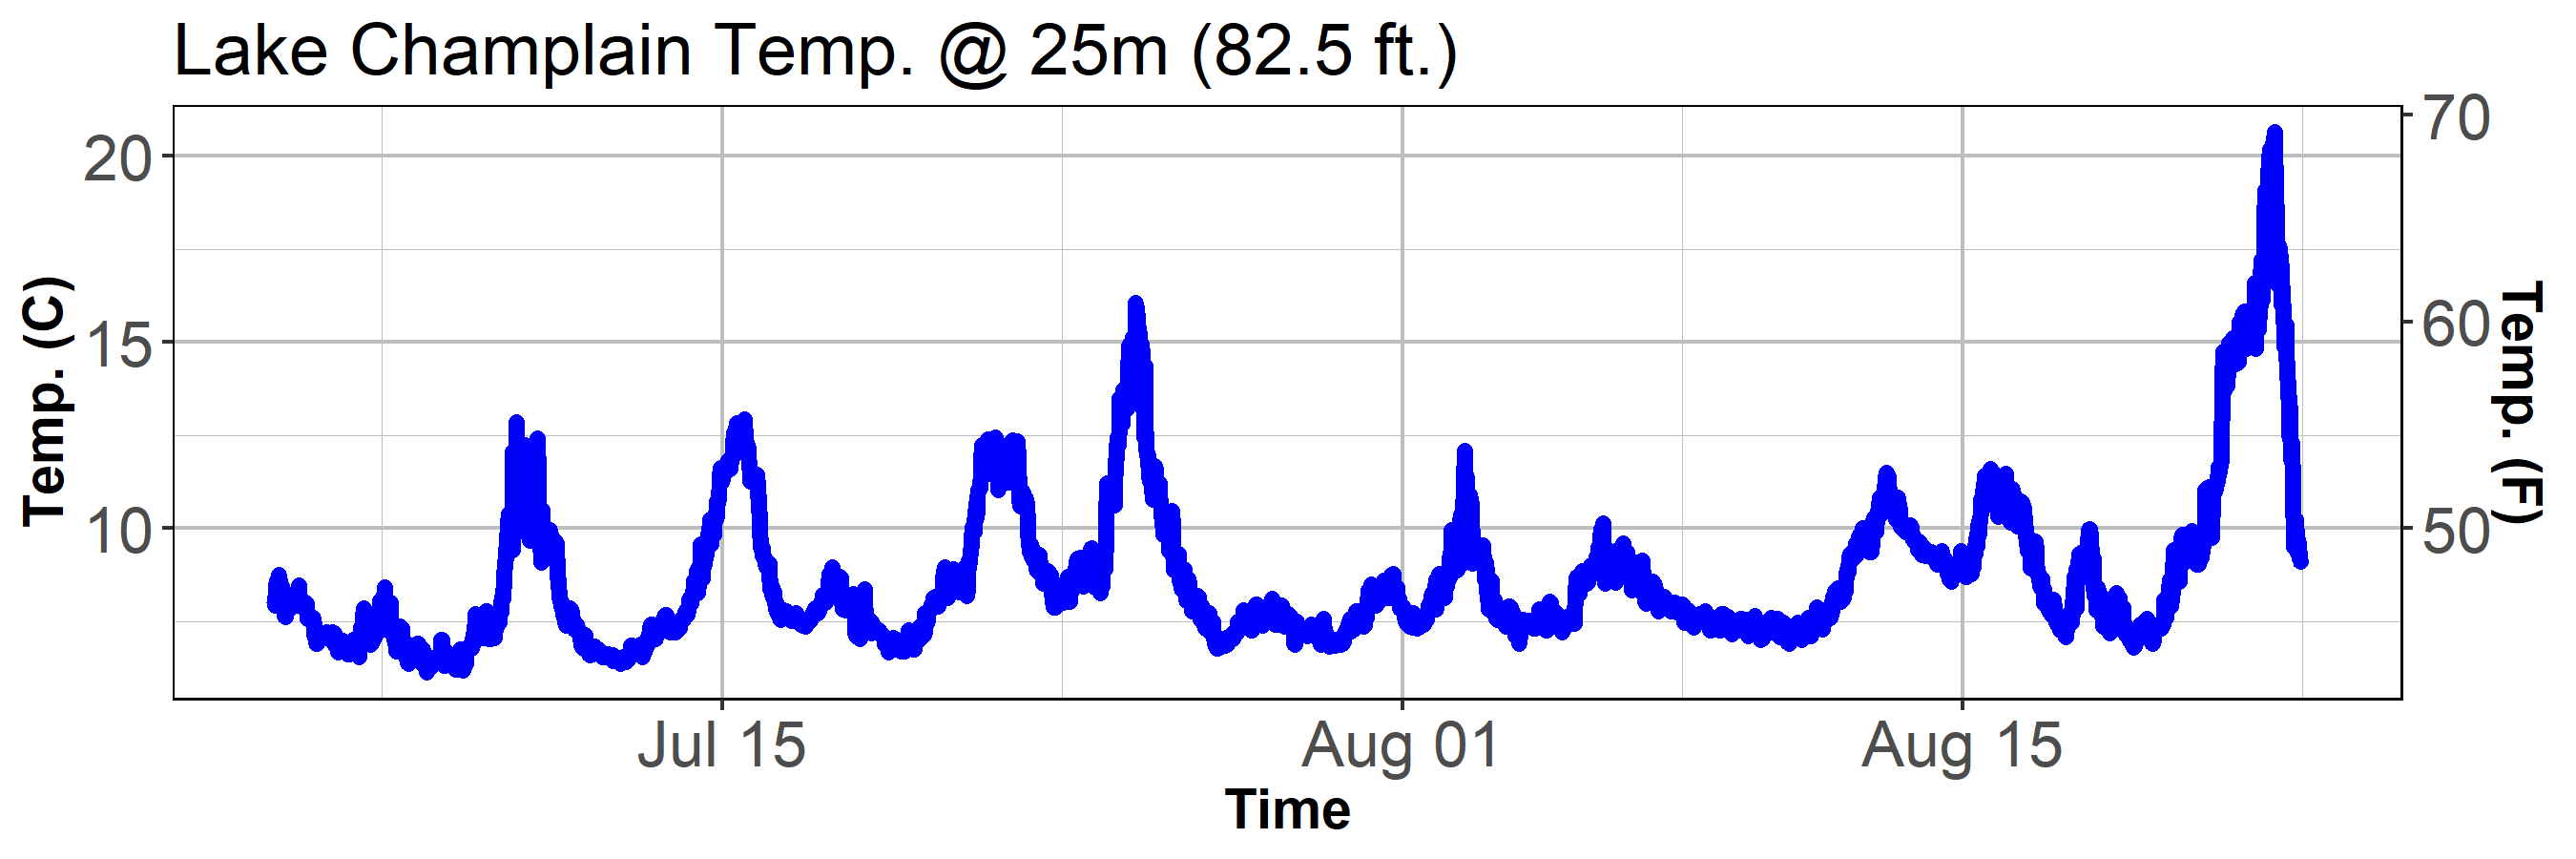 Lake Champlain Temp. @ 25m (82.5 ft.)
70
20
60
15
50
10
Temp. (C)
Temp. (F)
Jul 15
Aug 01
Aug 15
Time